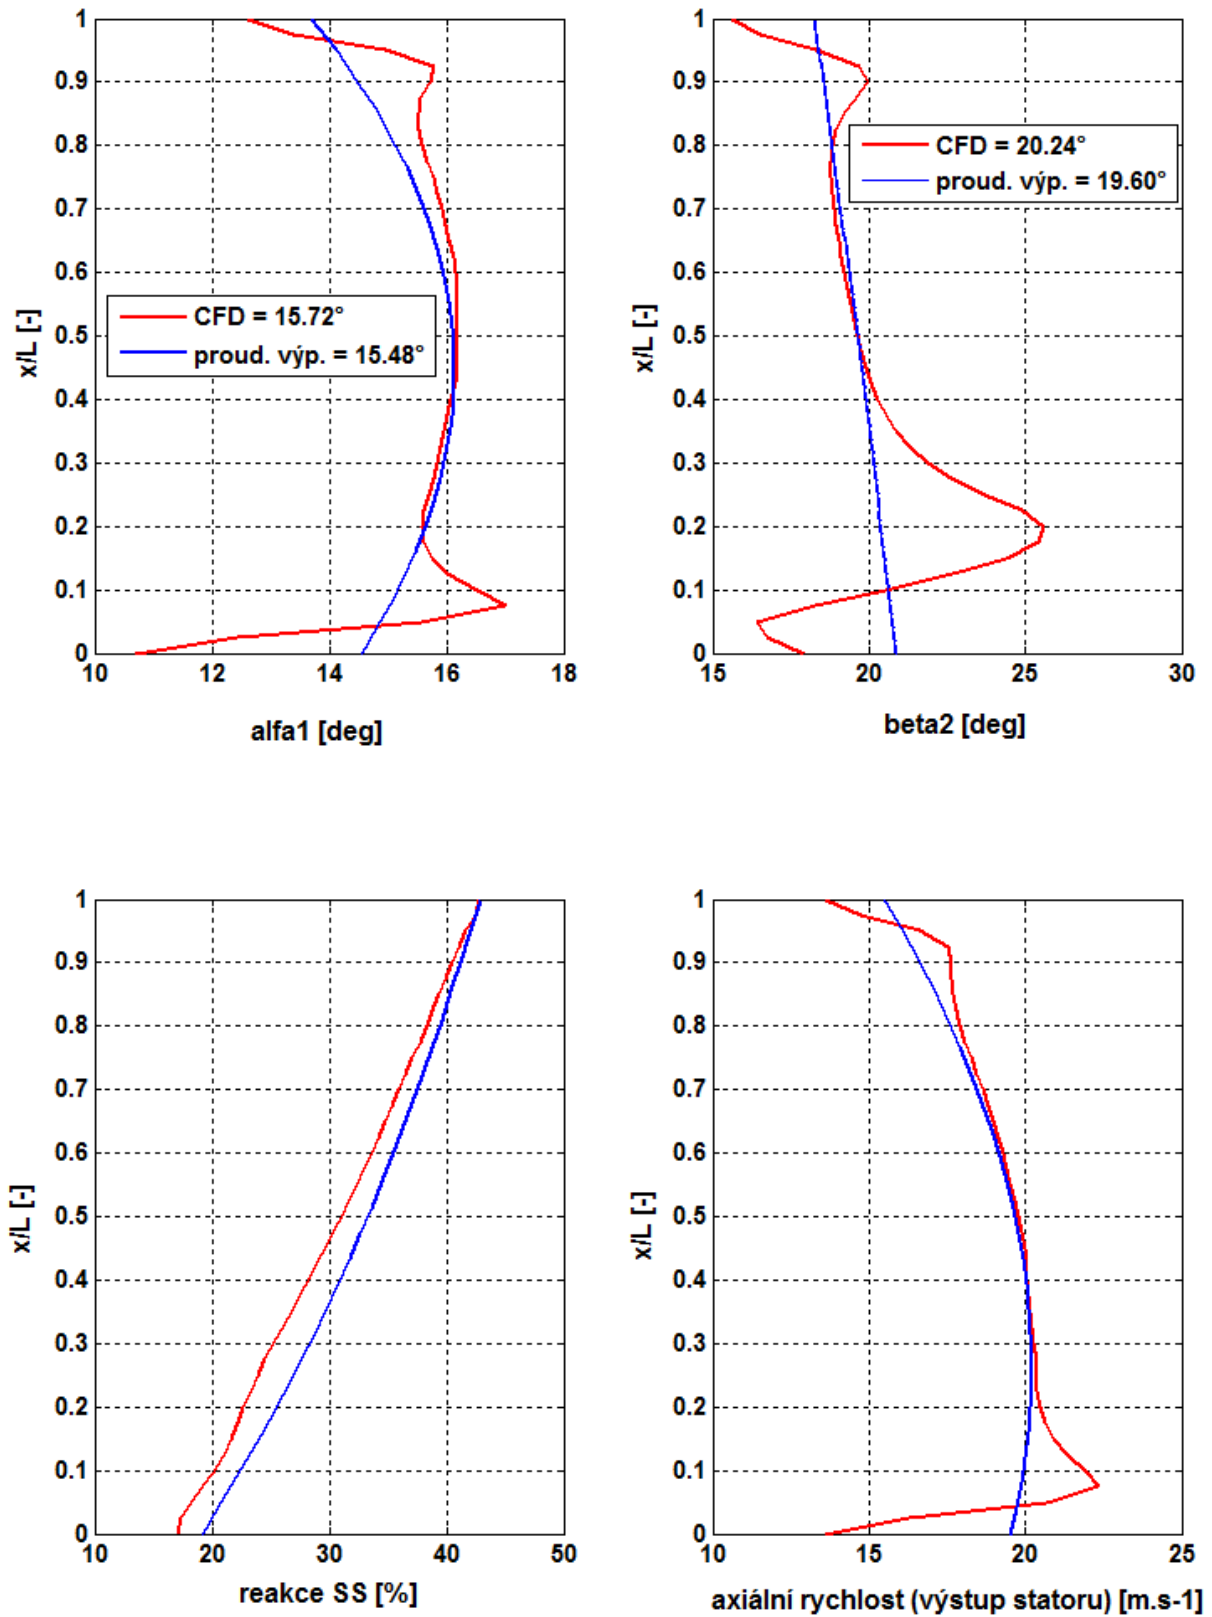 1
0.9
0.8
0.7
0.6
0.5
0.4
0.3
0.2
0.1
0
x/L [-]
CFD = 15.72°
proud. výp. = 15.48°
10 12 14 16 18
alfa1 [deg]
1
0.9
0.8
0.7
0.6
0.5
0.4
0.3
0.2
0.1
0
x/L [-]
CFD = 20.24°
proud. výp. = 19.60°
15 20 25 30
beta2 [deg]
1
0.9
0.8
0.7
0.6
0.5
0.4
0.3
0.2
0.1
0
x/L [-]
10 20 30 40 50
reakce SS [%]
1
0.9
0.8
0.7
0.6
0.5
0.4
0.3
0.2
0.1
0
x/L [-]
10 15 20 25
axiální rychlost (výstup statoru) [m.s-1]